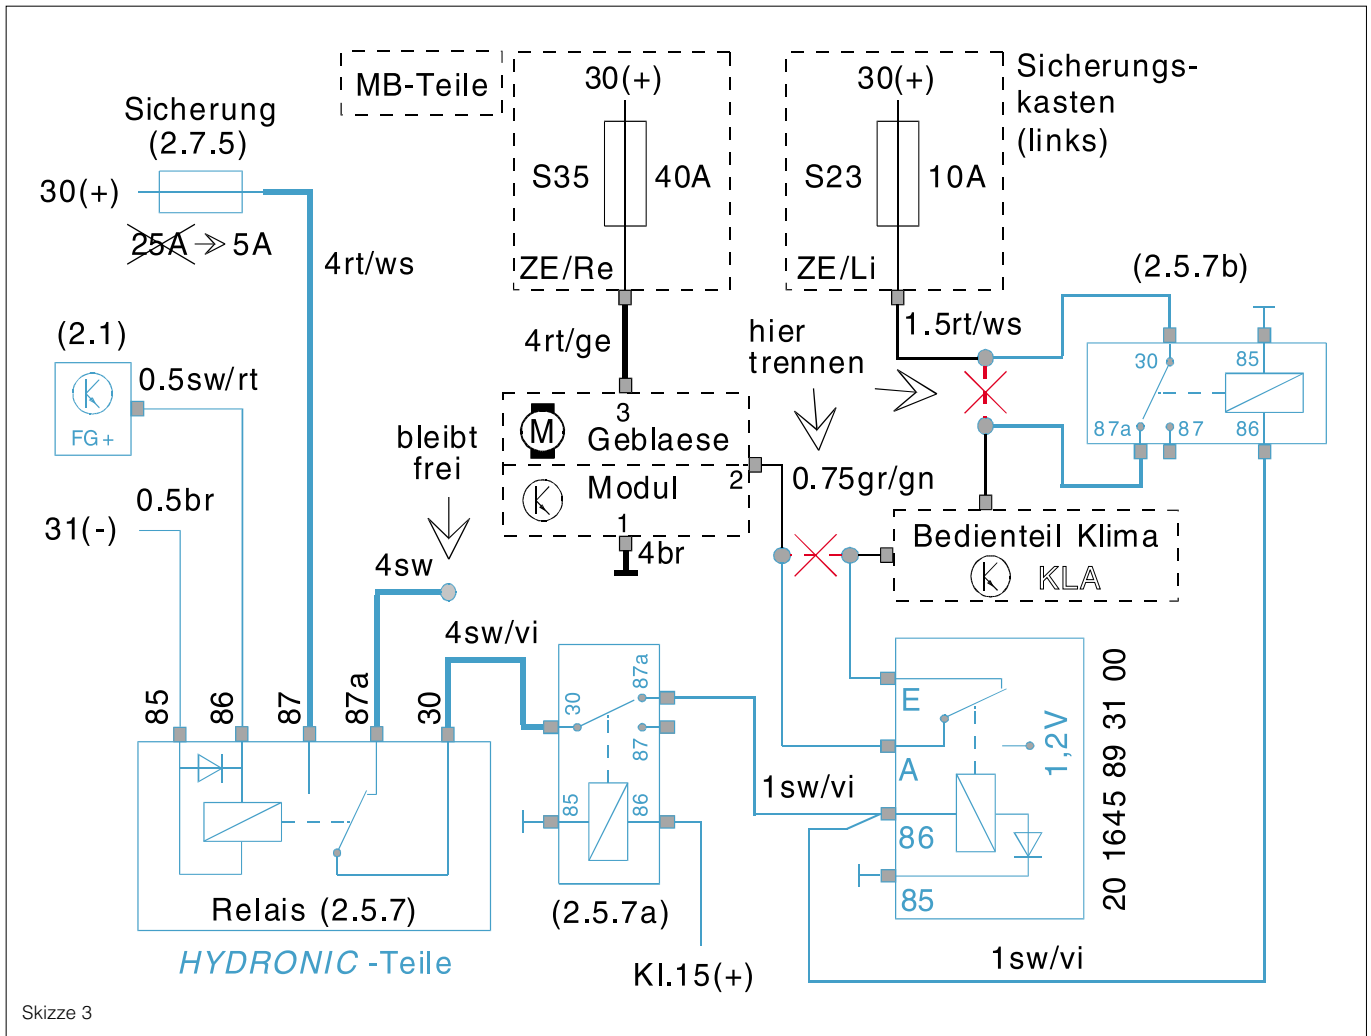 MB-Teile
30(+)
S35
40A
ZE/Re
30(+)
S23
10A
ZE/Li
Sicherungs-
kasten
(links)
Sicherung
(2.7.5)
30(+)
25A
5A
4rt/ws
(2.1)
FG+
0.5sw/rt
0.5br
31(-)
4rt/ge
hier
trennen
1.5rt/ws
(2.5.7b)
30
85
87a
87
86
bleibt
frei
3
M
Geblaese
Modul
2
1
4br
0.75gr/gn
Bedienteil Klima
KLA
4sw
4sw/vi
85
86
87
87a
30
Relais (2.5.7)
HYDRONIC -Teile
30
87a
87
85
86
(2.5.7a)
Kl.15(+)
1sw/vi
E
A
1,2V
86
85
20 1645 89 31 00
1sw/vi
Skizze 3